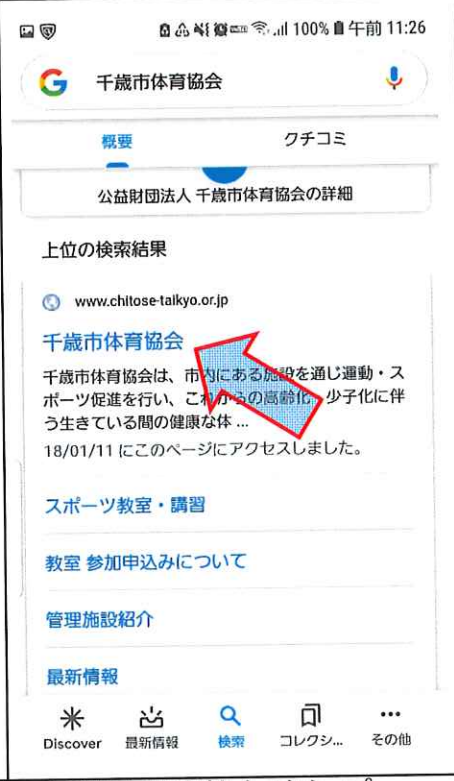 100% 午前 11:26
千歳市体育協会
概要 クチコミ
公益財団法人 千歳市体育協会の詳細
上位の検索結果
www.chitose-taikyo.or.jp
千歳市体育協会
千歳市体育協会は、市内にある施設を通じ運動・ス
ポーツ促進を行い、これからの高齢化、少子化に伴
う生きている間の健康な体 ...
18/01/11 にこのページにアクセスしました。
スポーツ教室・講習
教室 参加申込みについて
管理施設紹介
最新情報
Discover 最新情報 検索 コレクシ... その他